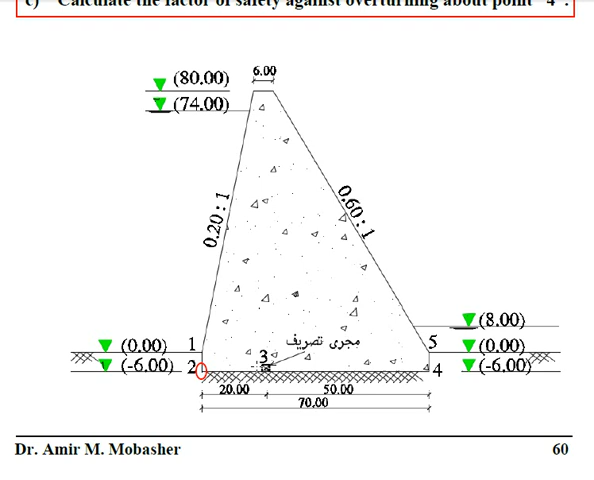 c) Calculate the factor of safety against overturning about point "4".
6.00
(80.00)
(74.00)
0.20 : 1
0.60 : 1
(8.00)
(0.00) 1
مجرى تصريف
5 (0.00)
3
(-6.00) 2
4 (-6.00)
20.00 50.00
70.00
Dr. Amir M. Mobasher 60